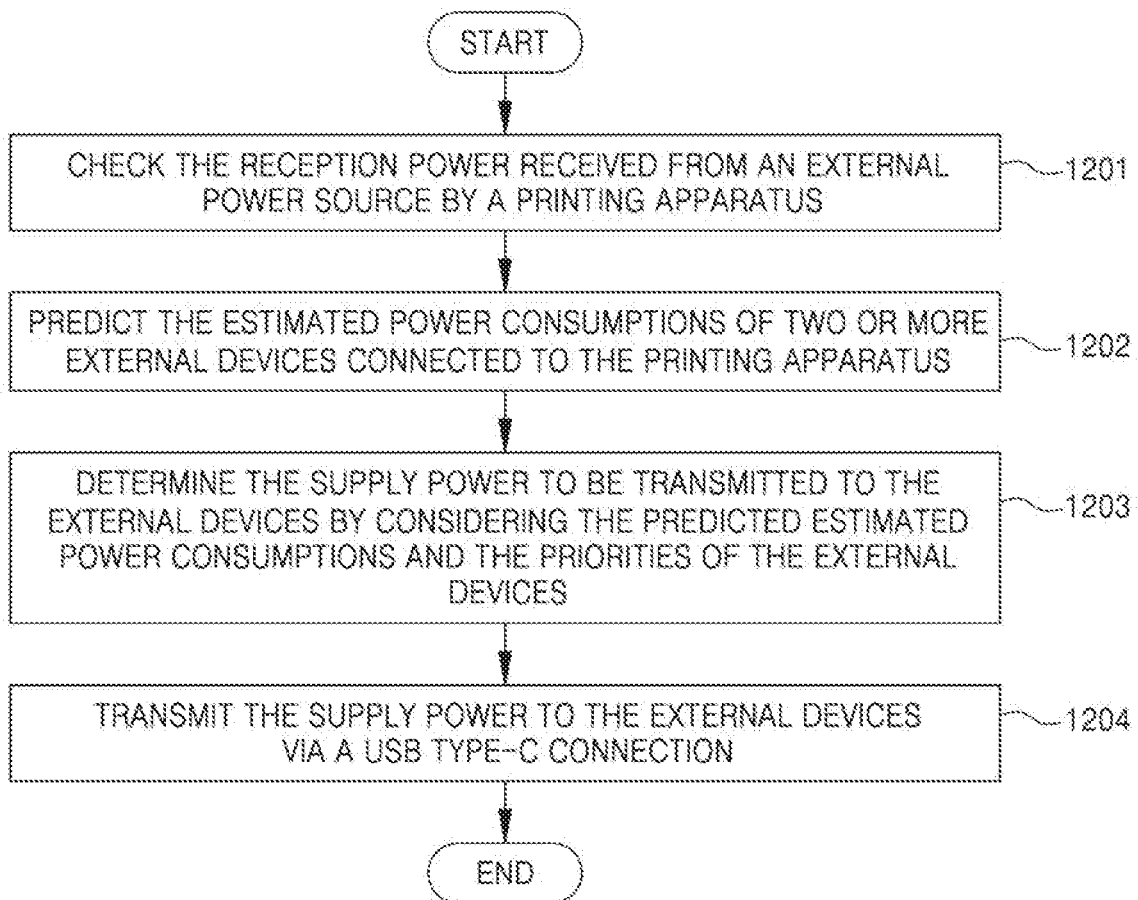 START
CHECK THE RECEPTION POWER RECEIVED FROM AN EXTERNAL
POWER SOURCE BY A PRINTING APPARATUS
1201
PREDICT THE ESTIMATED POWER CONSUMPTIONS OF TWO OR MORE
EXTERNAL DEVICES CONNECTED TO THE PRINTING APPARATUS
1202
DETERMINE THE SUPPLY POWER TO BE TRANSMITTED TO THE
EXTERNAL DEVICES BY CONSIDERING THE PREDICTED ESTIMATED
POWER CONSUMPTIONS AND THE PRIORITIES OF THE EXTERNAL
DEVICES
1203
TRANSMIT THE SUPPLY POWER TO THE EXTERNAL DEVICES
VIA A USB TYPE-C CONNECTION
1204
END